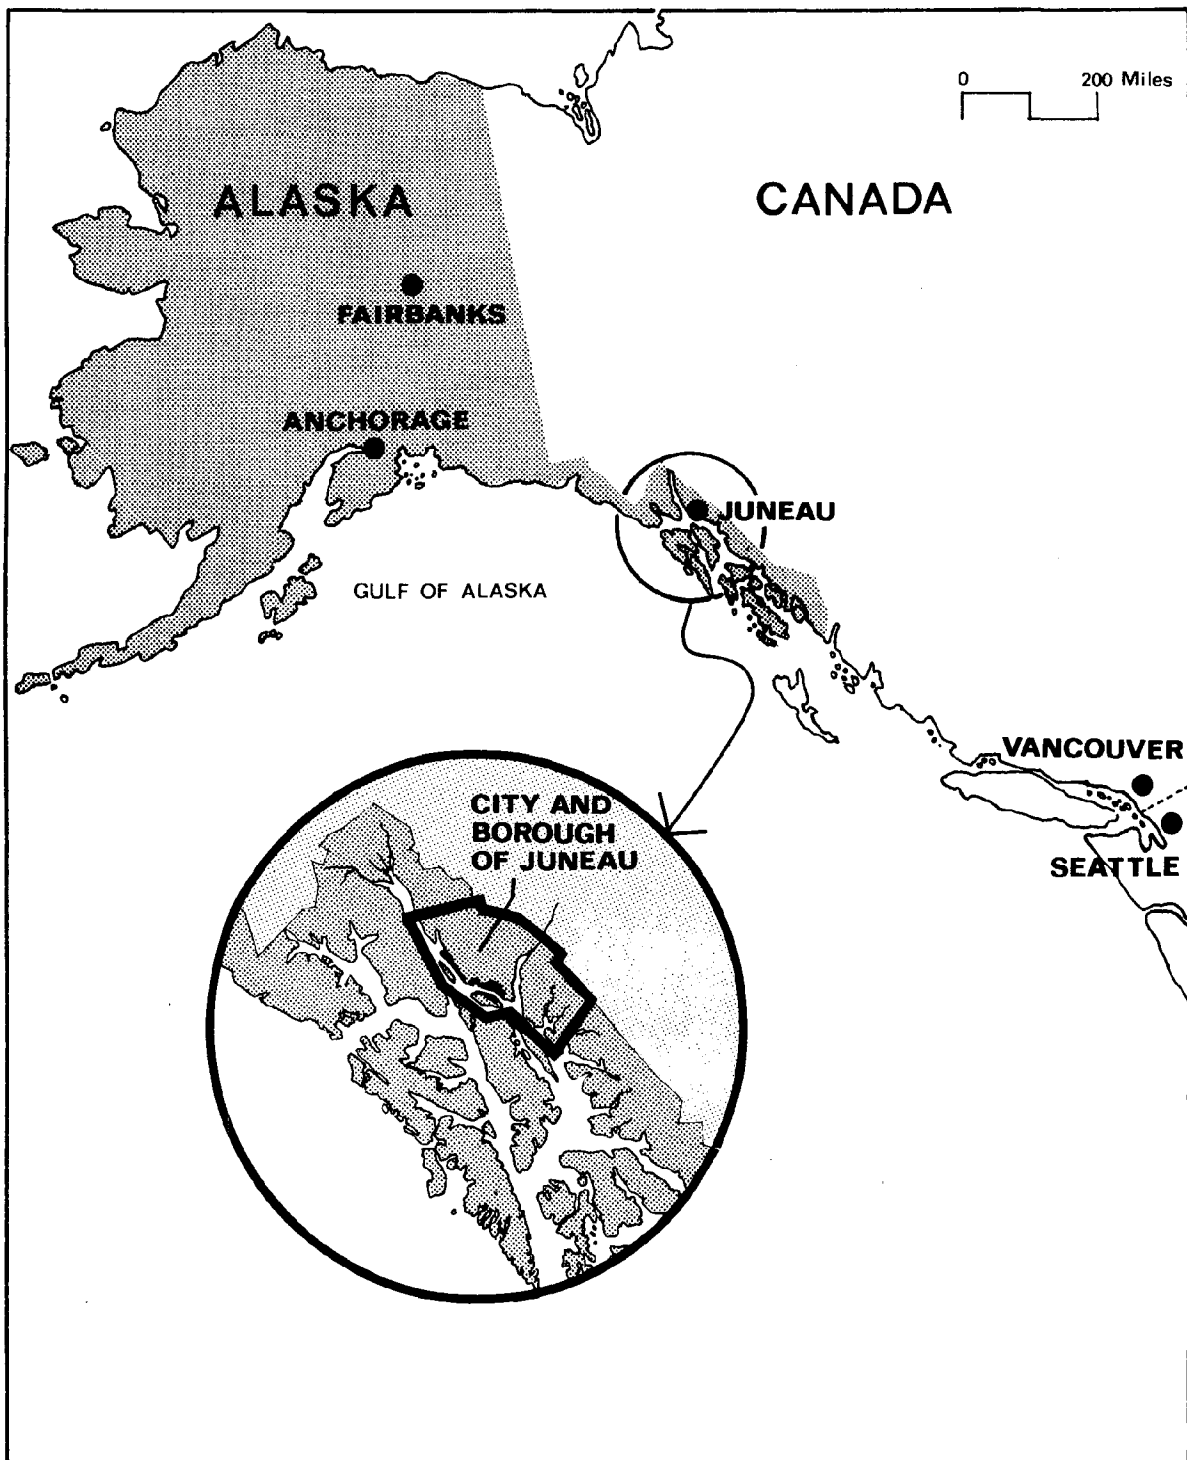 0 200 Miles
ALASKA
CANADA
FAIRBANKS
ANCHORAGE
JUNEAU
GULF OF ALASKA
VANCOUVER
SEATTLE
CITY AND
BOROUGH
OF JUNEAU